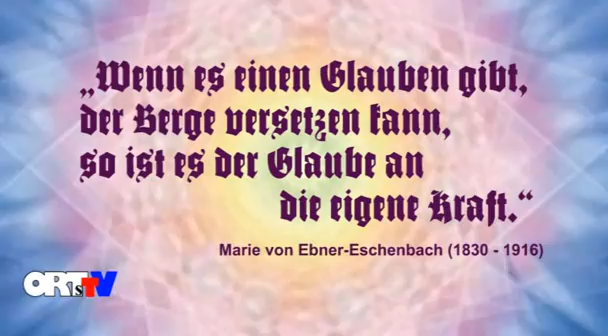 „Wenn es einen Glauben gibt,
der Berge versetzen kann,
so ist es der Glaube an
die eigene Kraft.“
Marie von Ebner-Eschenbach (1830 - 1916)
ORTsTV